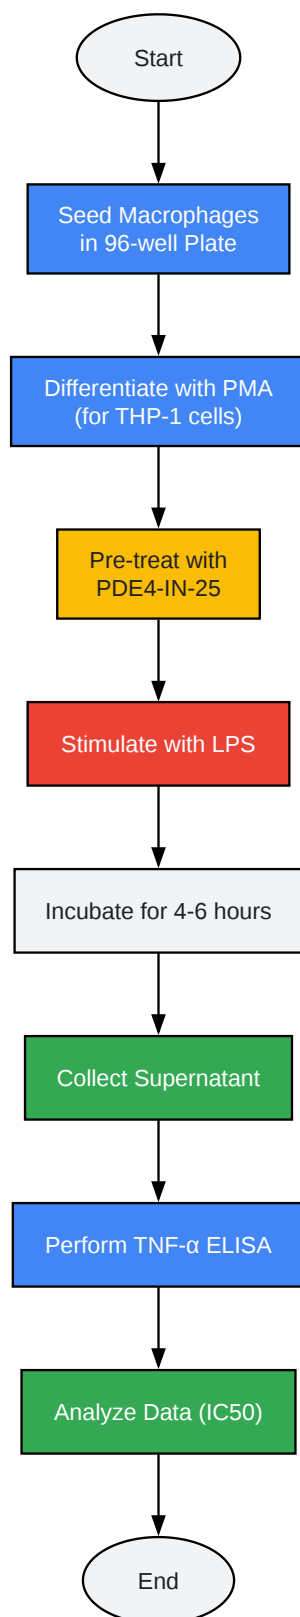 Start
Seed Macrophages
in 96-well Plate
Differentiate with PMA
(for THP-1 cells)
Pre-treat with
PDE4-IN-25
Stimulate with LPS
Incubate for 4-6 hours
Collect Supernatant
Perform TNF-α ELISA
Analyze Data (IC50)
End